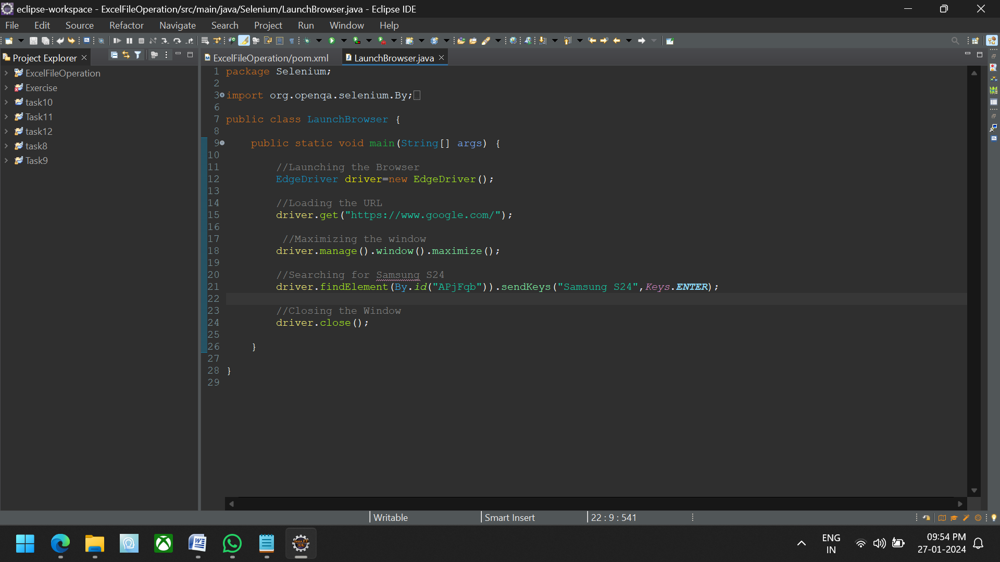 eclipse-workspace - ExcelFileOperation/src/main/java/Selenium/LaunchBrowser.java - Eclipse IDE
File Edit Source Refactor Navigate Search Project Run Window Help
Project Explorer
ExcelFileOperation/pom.xml
LaunchBrowser.java
ExcelFileOperation
Exercise
task10
Task11
task12
task8
Task9
1 package Selenium;
2
3 import org.openqa.selenium.By;
6
7 public class LaunchBrowser {
8
9 public static void main(String[] args) {
10
11 //Launching the Browser
12 EdgeDriver driver=new EdgeDriver();
13
14 //Loading the URL
15 driver.get("https://www.google.com/");
16
17 //Maximizing the window
18 driver.manage().window().maximize();
19
20 //Searching for Samsung S24
21 driver.findElement(By.id("APjFqb")).sendKeys("Samsung S24",Keys.ENTER);
22
23 //Closing the Window
24 driver.close();
25
26 }
27
28 }
29
Writable Smart Insert 22 : 9 : 541
ENG
IN
09:54 PM
27-01-2024